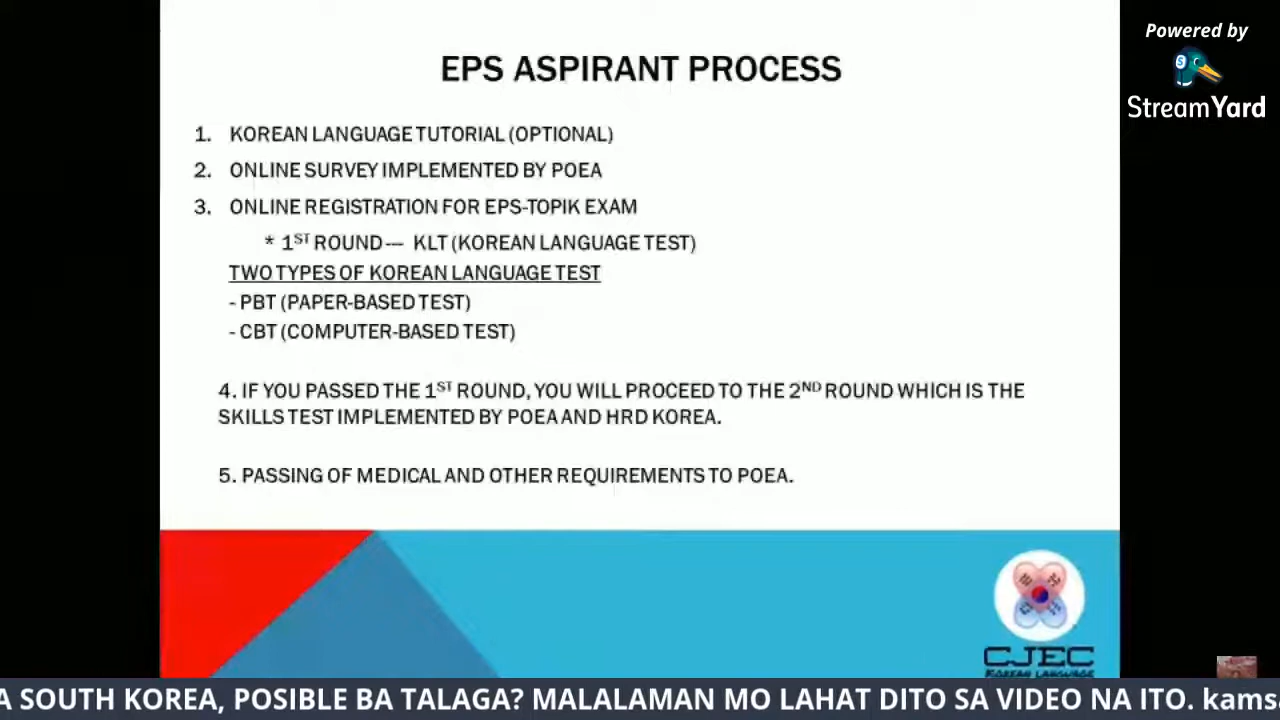 Powered by
StreamYard
EPS ASPIRANT PROCESS
1. KOREAN LANGUAGE TUTORIAL (OPTIONAL)
2. ONLINE SURVEY IMPLEMENTED BY POEA
3. ONLINE REGISTRATION FOR EPS-TOPIK EXAM
* 1ST ROUND --- KLT (KOREAN LANGUAGE TEST)
TWO TYPES OF KOREAN LANGUAGE TEST
- PBT (PAPER-BASED TEST)
- CBT (COMPUTER-BASED TEST)
4. IF YOU PASSED THE 1ST ROUND, YOU WILL PROCEED TO THE 2ND ROUND WHICH IS THE
SKILLS TEST IMPLEMENTED BY POEA AND HRD KOREA.
5. PASSING OF MEDICAL AND OTHER REQUIREMENTS TO POEA.
CJEC
KOREAN LANGUAGE
A SOUTH KOREA, POSIBLE BA TALAGA? MALALAMAN MO LAHAT DITO SA VIDEO NA ITO. kams